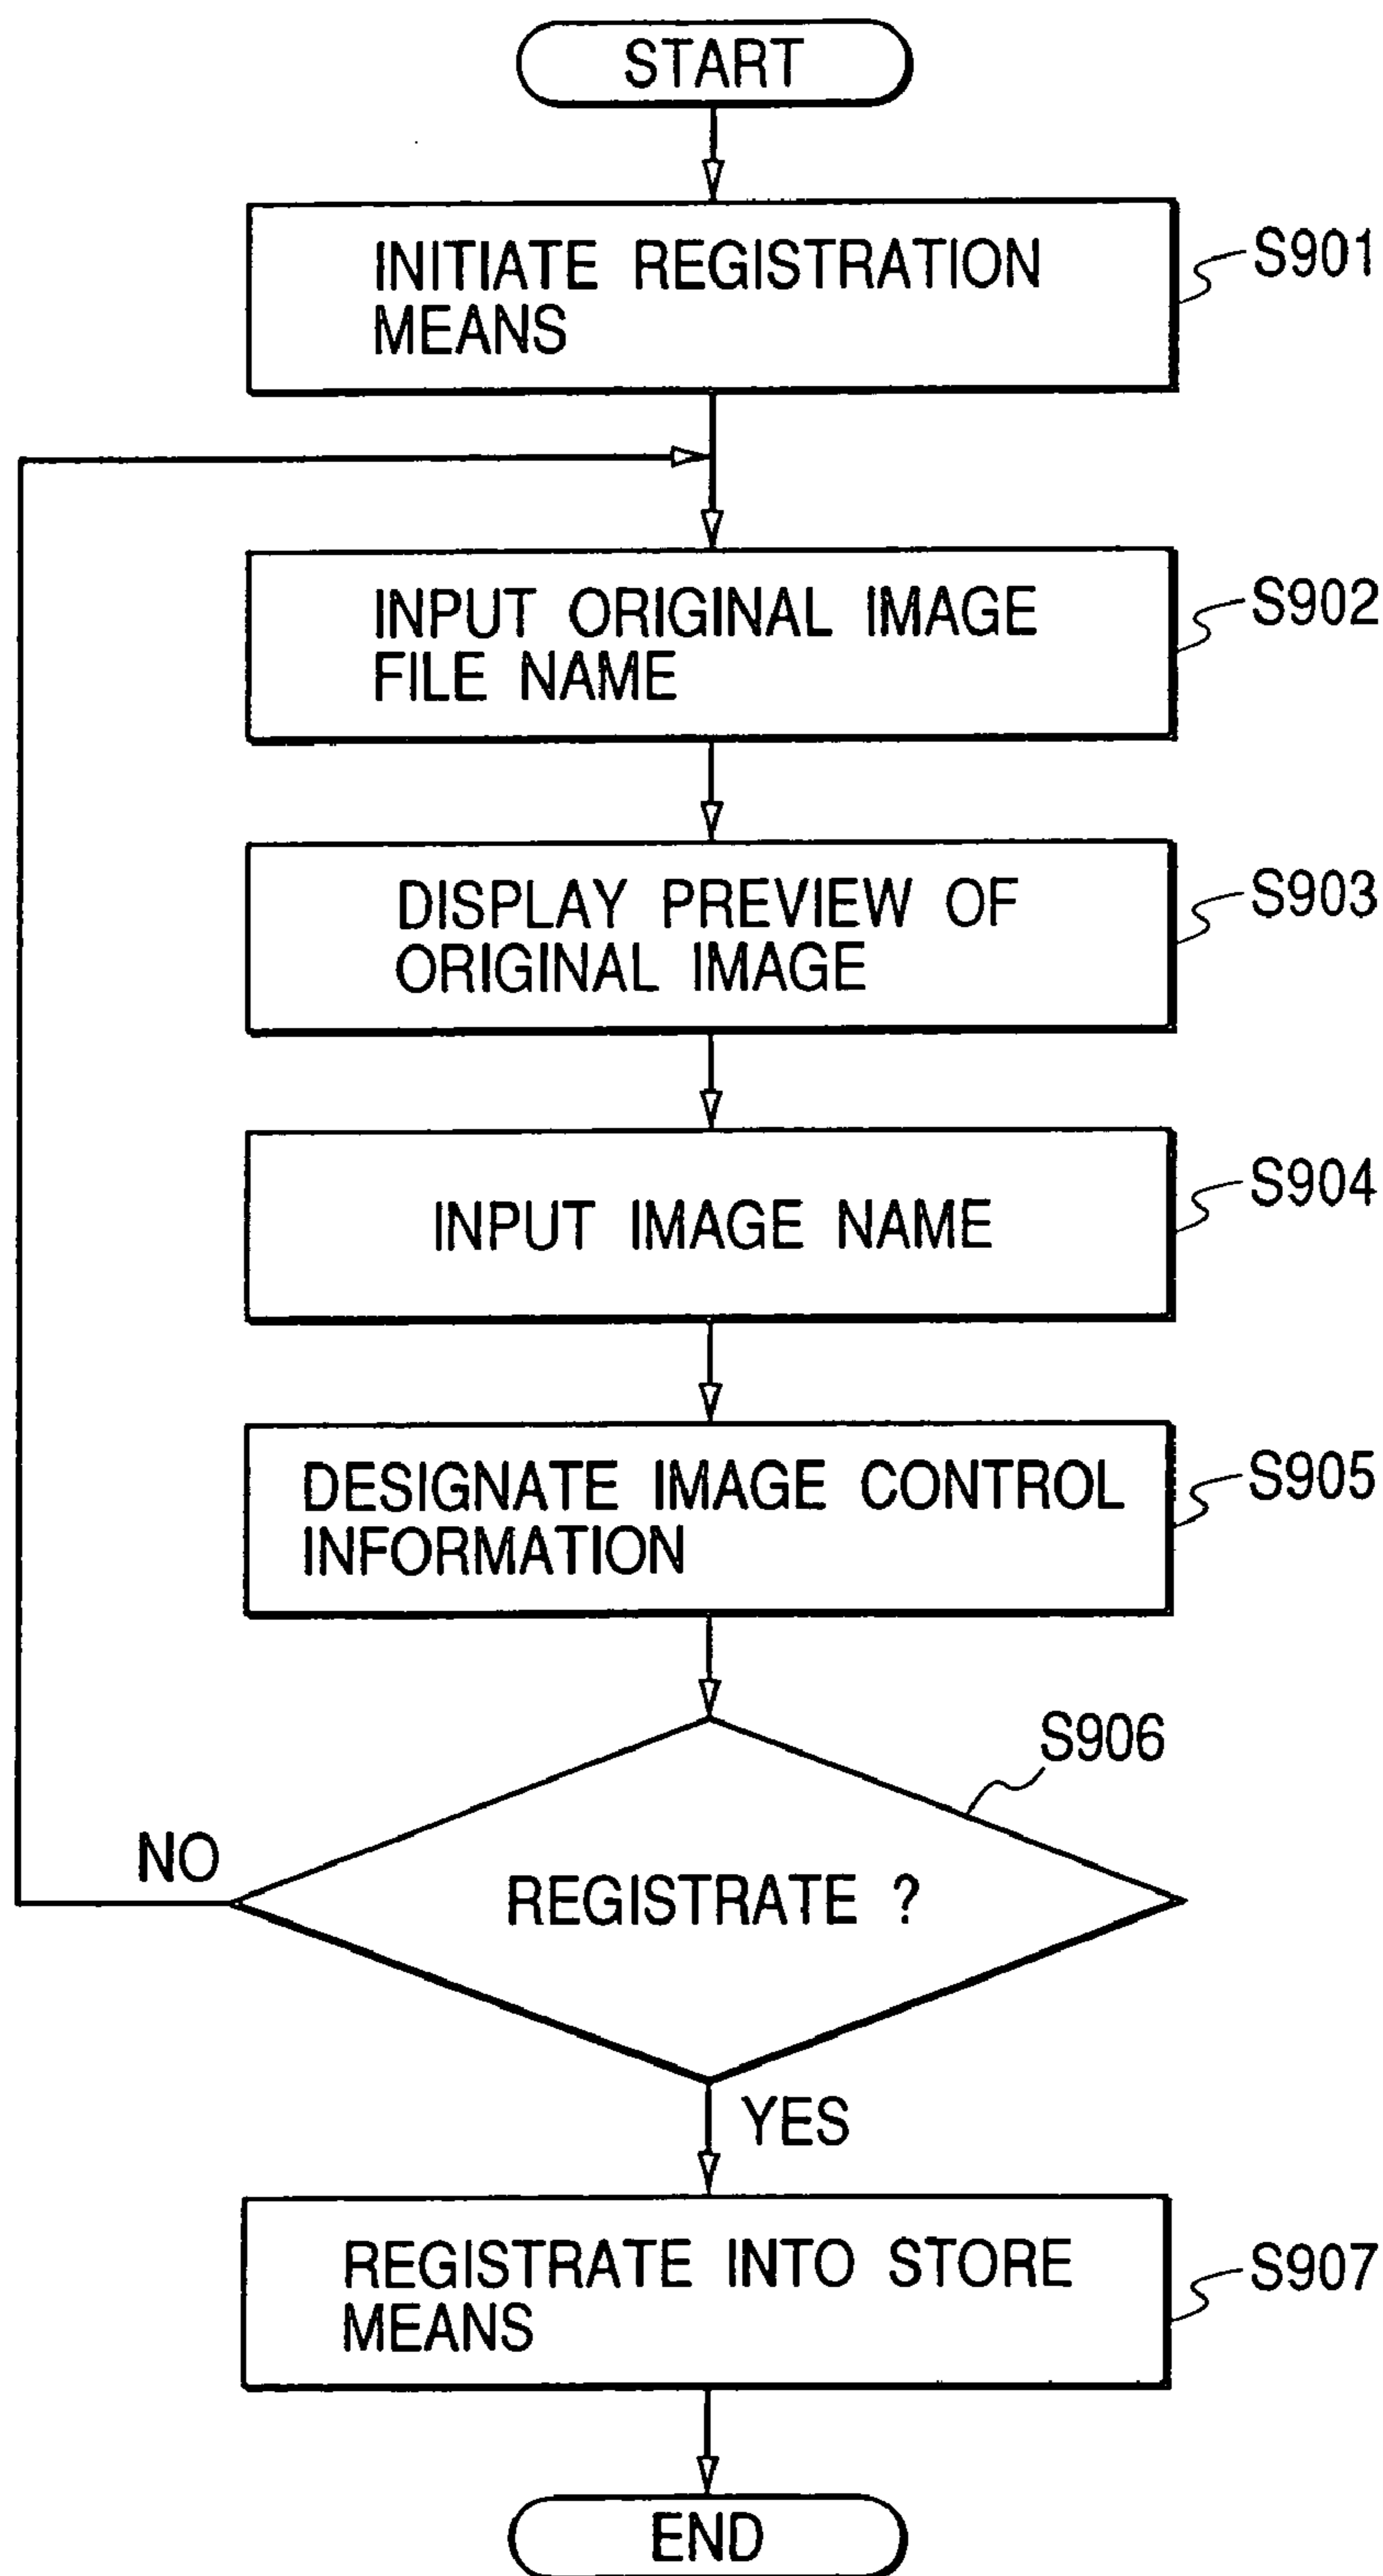 START
INITIATE REGISTRATION
MEANS
S901
INPUT ORIGINAL IMAGE
FILE NAME
S902
DISPLAY PREVIEW OF
ORIGINAL IMAGE
S903
INPUT IMAGE NAME
S904
DESIGNATE IMAGE CONTROL
INFORMATION
S905
S906
NO
REGISTRATE ?
YES
REGISTRATE INTO STORE
MEANS
S907
END